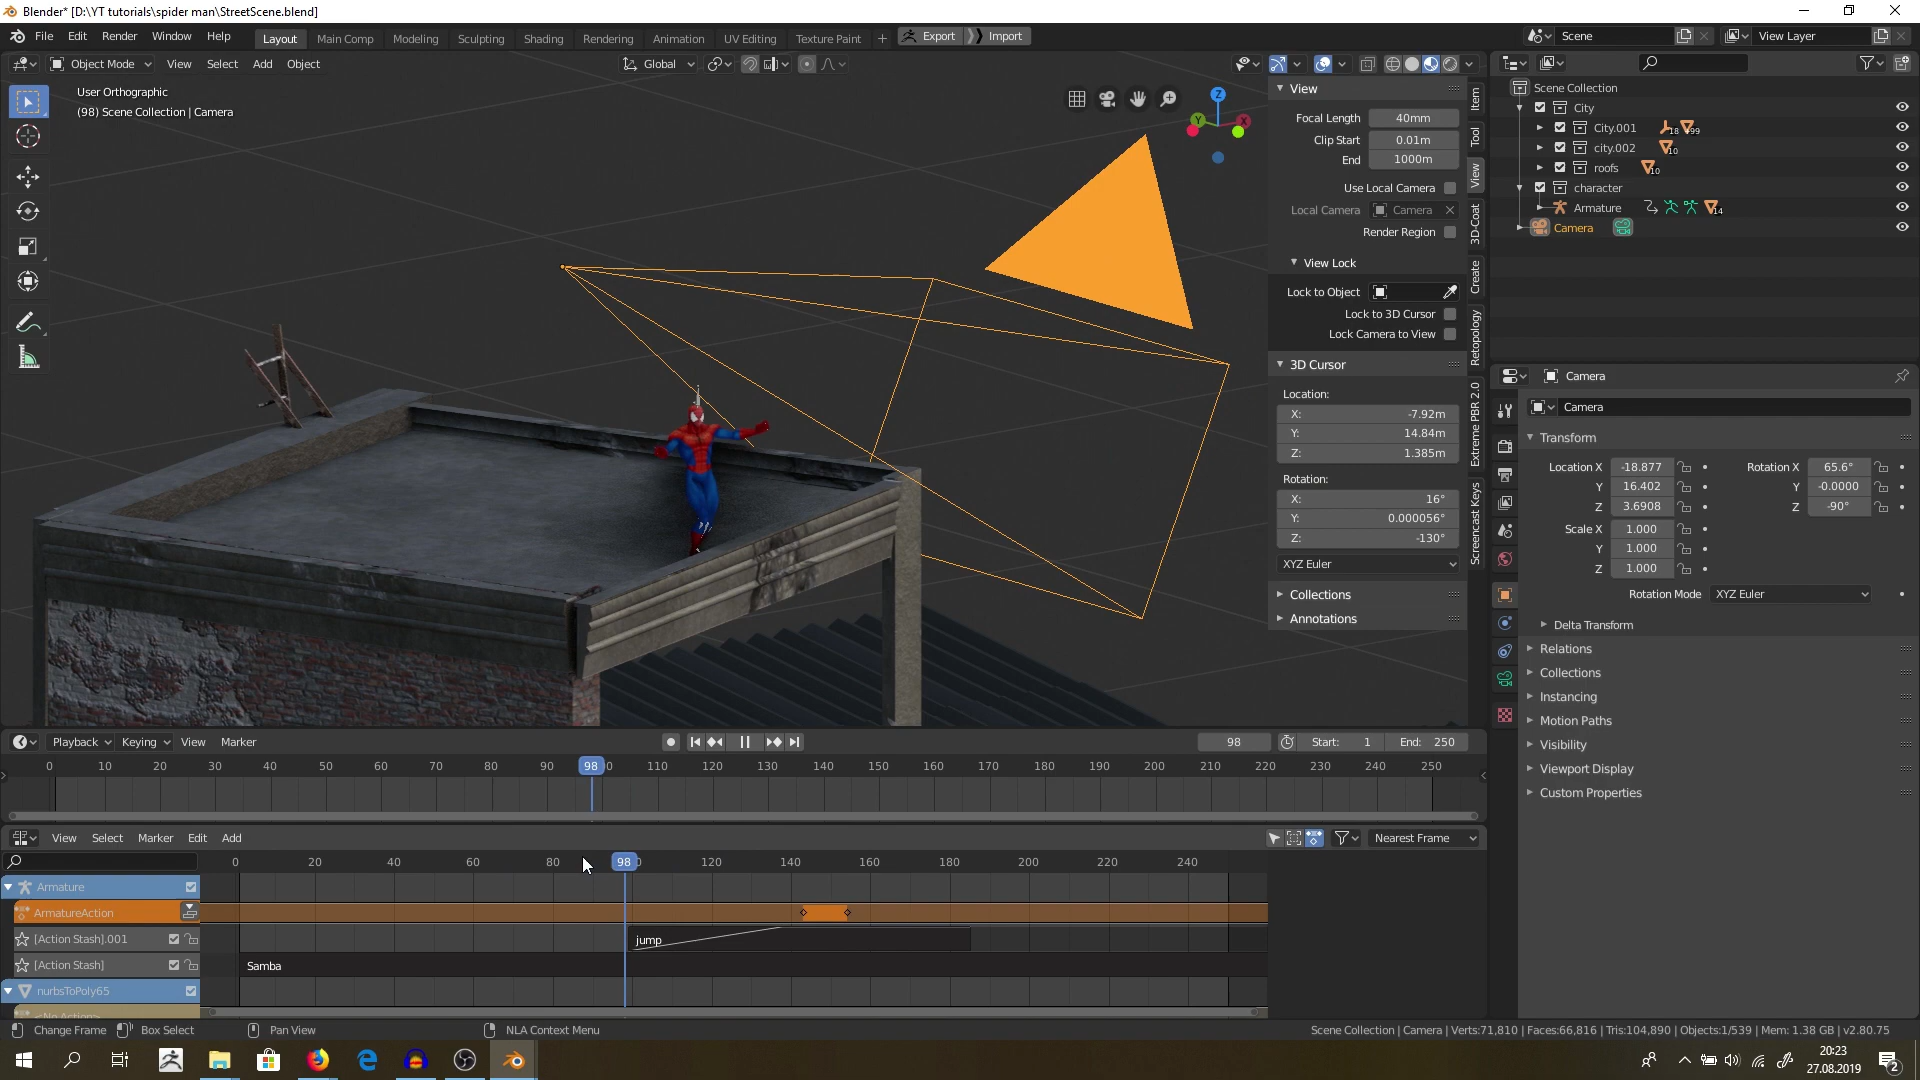 Blender* [D:\YT tutorials\spider man\StreetScene.blend]
File Edit Render Window Help
Layout Main Comp Modeling Sculpting Shading Rendering Animation UV Editing Texture Paint + Export Import
Scene View Layer
Object Mode View Select Add Object Global
User Orthographic
(98) Scene Collection | Camera
Z
Y
X
View
Focal Length 40mm
Clip Start 0.01m
End 1000m
Use Local Camera
Local Camera Camera
Render Region
View Lock
Lock to Object
Lock to 3D Cursor
Lock Camera to View
3D Cursor
Location:
X: -7.92m
Y: 14.84m
Z: 1.385m
Rotation:
X: 16°
Y: 0.000056°
Z: -130°
XYZ Euler
Collections
Annotations
Item
Tool
View
3D-Coat
Create
Retopology
Extreme PBR 2.0
Screencast Keys
Scene Collection
City
City.001 18 99
city.002 10
roofs 10
character
Armature 14
Camera
Camera
Camera
Transform
Location X -18.877 Rotation X 65.6°
Y 16.402 Y -0.0000
Z 3.6908 Z -90°
Scale X 1.000
Y 1.000
Z 1.000
Rotation Mode XYZ Euler
Delta Transform
Relations
Collections
Instancing
Motion Paths
Visibility
Viewport Display
Custom Properties
Playback Keying View Marker 98 Start: 1 End: 250
0 10 20 30 40 50 60 70 80 90 98 0 110 120 130 140 150 160 170 180 190 200 210 220 230 240 250
View Select Marker Edit Add Nearest Frame
0 20 40 60 80 98 0 120 140 160 180 200 220 240
Armature
ArmatureAction
[Action Stash].001 jump
[Action Stash] Samba
nurbsToPoly65
<No Action>
Change Frame Box Select Pan View NLA Context Menu
Scene Collection | Camera | Verts:71,810 | Faces:66,816 | Tris:104,890 | Objects:1/539 | Mem: 1.38 GB | v2.80.75
20:23
27.08.2019
2